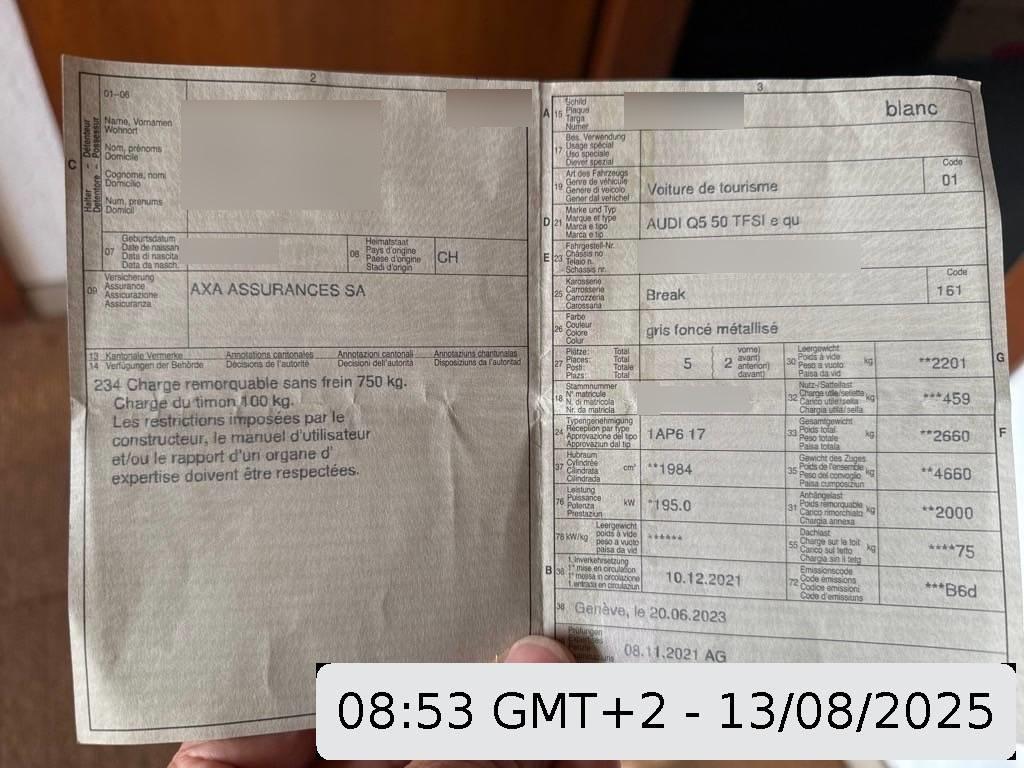 2
01–06
Détenteur
Possessur
Halter
Detentore
C
Name, Vornamen
Wohnort
Nom, prénoms
Domicile
Cognome, nomi
Domicilio
Num, prenums
Domicil
07
Geburtsdatum
Date de naissan
Data di nascita
Data da nasch.
08
Heimatstaat
Pays d'origine
Paese d'origine
Stadi d'origin
CH
09
Versicherung
Assurance
Assicurazione
Assicuranza
AXA ASSURANCES SA
13 Kantonale Vermerke Annotations cantonales Annotazioni cantonali Annotaziuns chantunalas
14 Verfügungen der Behörde Décisions de l'autorité Decisioni dell'autorità Disposiziuns da l'autoritad
234 Charge remorquable sans frein 750 kg.
Charge du timon 100 kg.
Les restrictions imposées par le
constructeur, le manuel d'utilisateur
et/ou le rapport d'un organe d'
expertise doivent être respectées.
3
A 15
Schild
Plaque
Targa
Numer
blanc
17
Bes. Verwendung
Usage spécial
Uso speciale
Diever spezial
19
Art des Fahrzeugs
Genre de véhicule
Genere di veicolo
Gener dal vehichel
Voiture de tourisme
Code
01
D 21
Marke und Typ
Marque et type
Marca e tipo
Marca e tip
AUDI Q5 50 TFSI e qu
E 23
Fahrgestell-Nr.
Châssis no
Telaio n.
Schassis nr.
25
Karosserie
Carrosserie
Carrozzeria
Carossaria
Break
Code
161
26
Farbe
Couleur
Colore
Colur
gris foncé métallisé
27
Plätze: Total
Places: Total
Posti: Totale
Plazs: Total
5
2
vorne)
avant)
anteriori)
davant)
30
Leergewicht
Poids à vide
Peso a vuoto
Paisa da vid
kg
**2201
G
18
Stammnummer
N° matricule
N. di matricola
Nr. da matricla
32
Nutz-/Sattellast
Charge utile/sellette
Carico utile/sella
Chargia utila/sella
kg
***459
24
Typengenehmigung
Réception par type
Approvazione del tipo
Approvaziun dal tip
1AP6 17
33
Gesamtgewicht
Poids total
Peso totale
Paisa totala
kg
**2660
F
37
Hubraum
Cylindrée
Cilindrata
Cilindrada
cm³
**1984
35
Gewicht des Zuges
Poids de l'ensemble
Peso del convoglio
Paisa cumposiziun
kg
**4660
76
Leistung
Puissance
Potenza
Prestaziun
kW
*195.0
31
Anhängelast
Poids remorquable
Carico rimorchiato
Chargia annexa
kg
**2000
78 kW/kg
Leergewicht
poids à vide
peso a vuoto
paisa da vid
******
55
Dachlast
Charge sur le toit
Carico sul tetto
Chargia sin il tetg
kg
****75
B 36
1. Inverkehrsetzung
1re mise en circulation
1a messa in circolazione
1. entrada en circulaziun
10.12.2021
72
Emissionscode
Code émissions
Codice emissioni
Code d'emissiuns
***B6d
38
Genève, le 20.06.2023
Prüfungen
08.11.2021 AG
08:53 GMT+2 - 13/08/2025